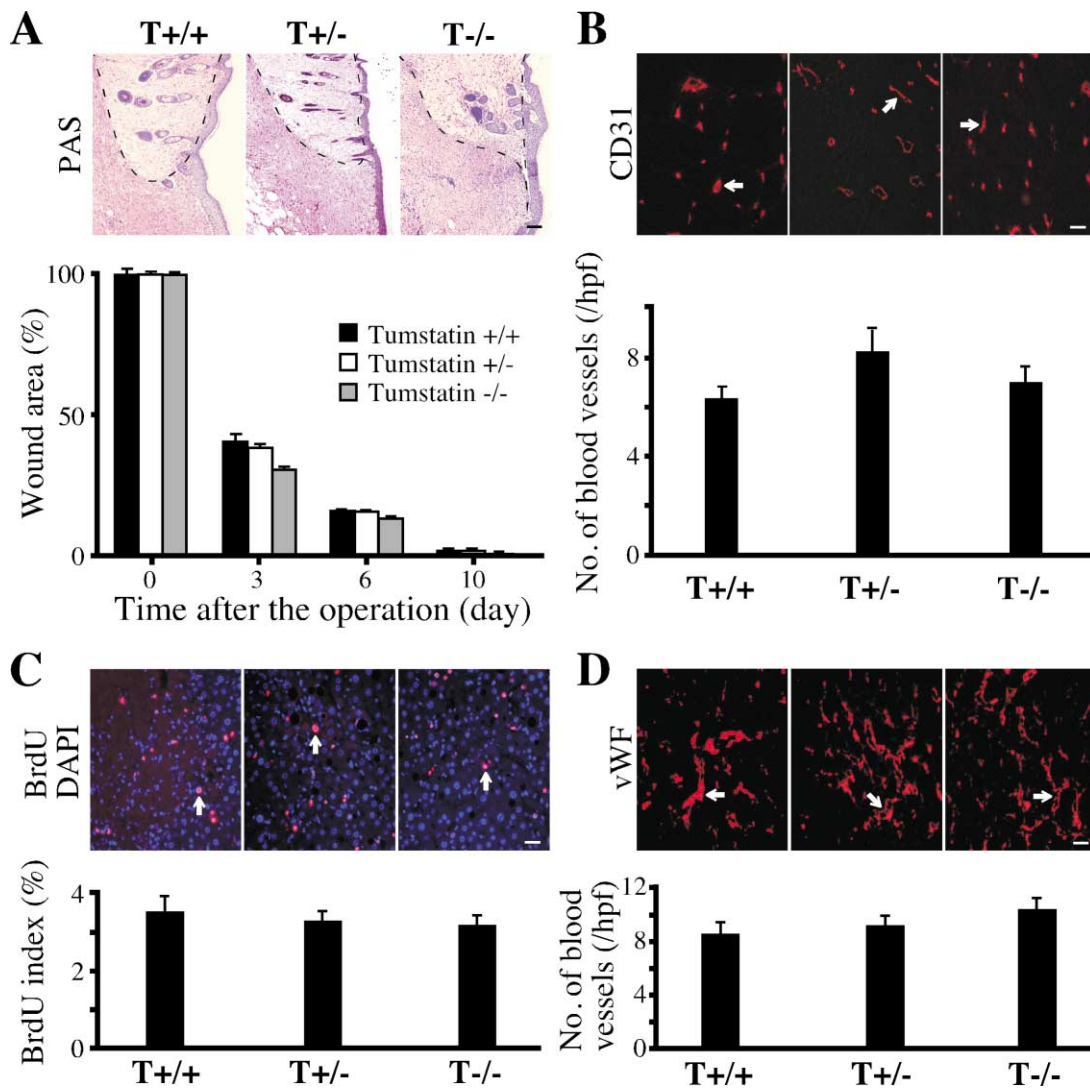 A
T+/+ T+/- T-/-
PAS
100
50
0
Wound area (%)
Tumstatin +/+
Tumstatin +/-
Tumstatin -/-
0 3 6 10
Time after the operation (day)
B
CD31
8
4
0
No. of blood vessels (/hpf)
T+/+ T+/- T-/-
C
BrdU
DAPI
4
2
0
BrdU index (%)
T+/+ T+/- T-/-
D
vWF
12
8
4
0
No. of blood
vessels (/hpf)
T+/+ T+/- T-/-